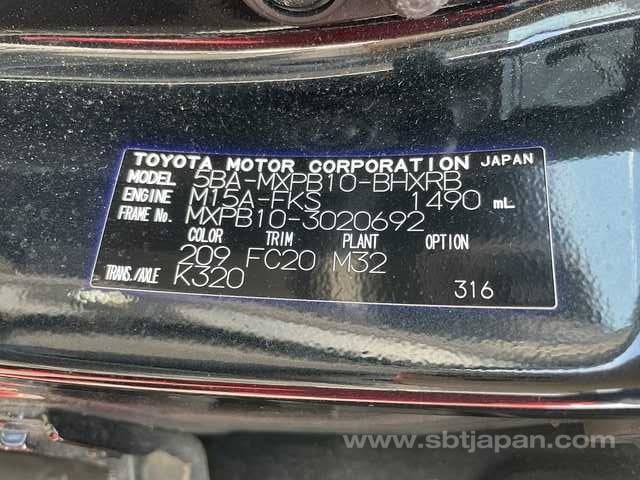 TOYOTA MOTOR CORPORATION JAPAN
MODEL 5BA-MXPB10-BHXRB
ENGINE M15A-FKS 1490 mL
FRAME No. MXPB10-3020692
COLOR TRIM PLANT OPTION
209 FC20 M32
TRANS./AXLE K320 316
www.sbtjapan.com